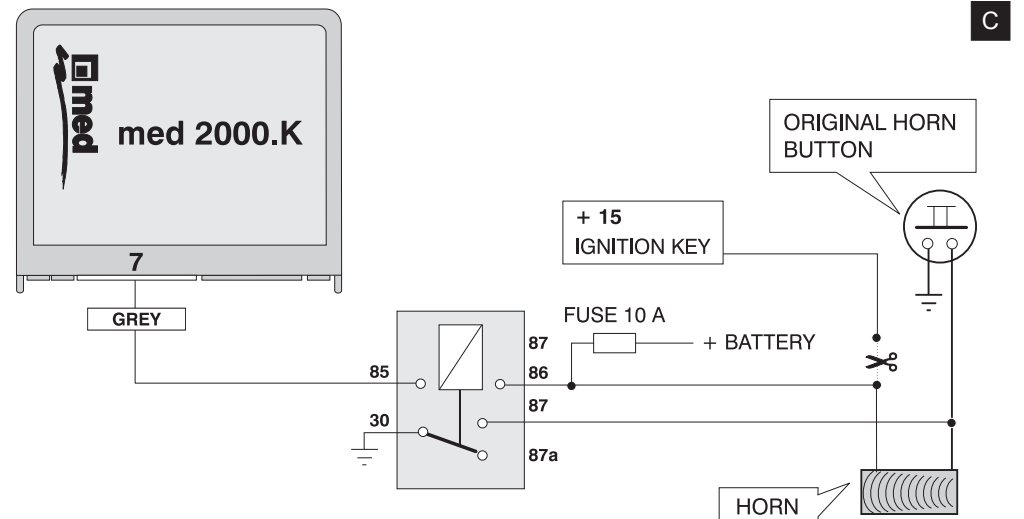 C
med
med 2000.K
7
GREY
ORIGINAL HORN
BUTTON
+ 15
IGNITION KEY
FUSE 10 A
+ BATTERY
87
85
86
87
30
87a
HORN